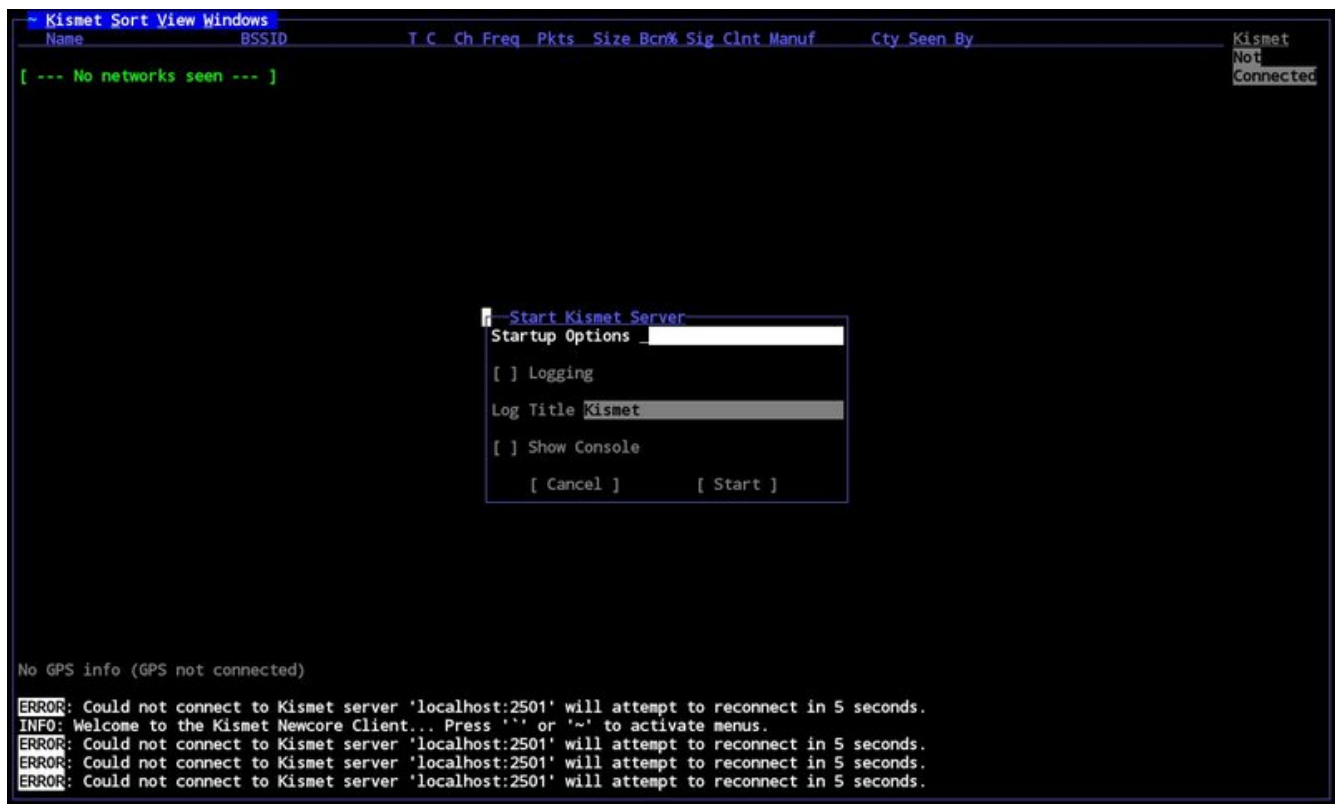 ~ Kismet Sort View Windows
Name BSSID T C Ch Freq Pkts Size Bcn% Sig Clnt Manuf Cty Seen By
Kismet
Not
Connected
[ --- No networks seen --- ]
Start Kismet Server
Startup Options _
[ ] Logging
Log Title Kismet
[ ] Show Console
[ Cancel ] [ Start ]
No GPS info (GPS not connected)
ERROR: Could not connect to Kismet server 'localhost:2501' will attempt to reconnect in 5 seconds.
INFO: Welcome to the Kismet Newcore Client... Press '`' or '~' to activate menus.
ERROR: Could not connect to Kismet server 'localhost:2501' will attempt to reconnect in 5 seconds.
ERROR: Could not connect to Kismet server 'localhost:2501' will attempt to reconnect in 5 seconds.
ERROR: Could not connect to Kismet server 'localhost:2501' will attempt to reconnect in 5 seconds.